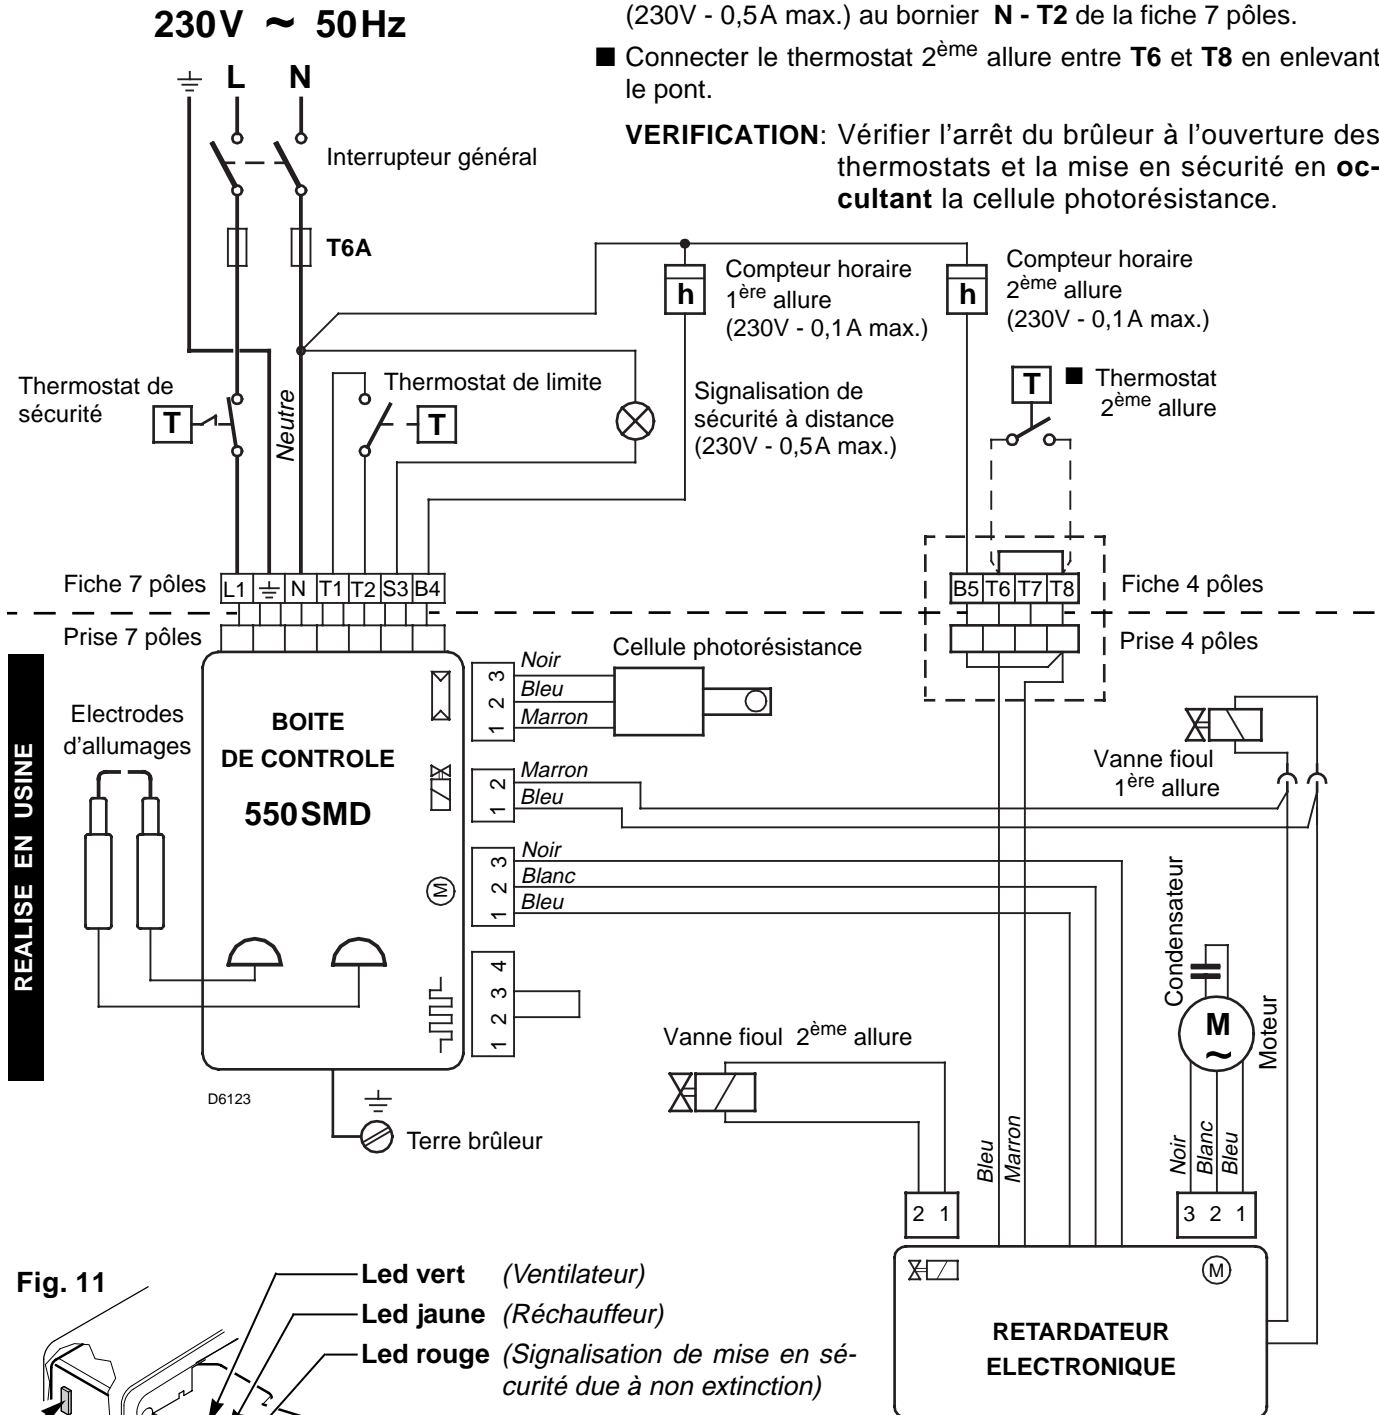 230V ~ 50Hz
(230V - 0,5A max.) au bornier N - T2 de la fiche 7 pôles.
■ Connecter le thermostat 2ème allure entre T6 et T8 en enlevant
le pont.
VERIFICATION: Vérifier l'arrêt du brûleur à l'ouverture des
thermostats et la mise en sécurité en oc-
cultant la cellule photorésistance.
L N
Interrupteur général
T6A
h
Compteur horaire
1ère allure
(230V - 0,1A max.)
h
Compteur horaire
2ème allure
(230V - 0,1A max.)
Thermostat de
sécurité
T
Neutre
Thermostat de limite
T
Signalisation de
sécurité à distance
(230V - 0,5A max.)
T
■ Thermostat
2ème allure
Fiche 7 pôles
L1 N T1 T2 S3 B4
B5 T6 T7 T8
Fiche 4 pôles
Prise 7 pôles
Prise 4 pôles
REALISE EN USINE
Electrodes
d'allumages
BOITE
DE CONTROLE
550SMD
3 2 1
Noir
Bleu
Marron
Cellule photorésistance
2 1
Marron
Bleu
Vanne fioul
1ère allure
M
3 2 1
Noir
Blanc
Bleu
4 3 2 1
Condensateur
M
~
Moteur
Vanne fioul 2ème allure
D6123
Terre brûleur
Bleu
Marron
Noir
Blanc
Bleu
2 1
3 2 1
M
RETARDATEUR
ELECTRONIQUE
Fig. 11
Led vert (Ventilateur)
Led jaune (Réchauffeur)
Led rouge (Signalisation de mise en sé-
curité due à non extinction)